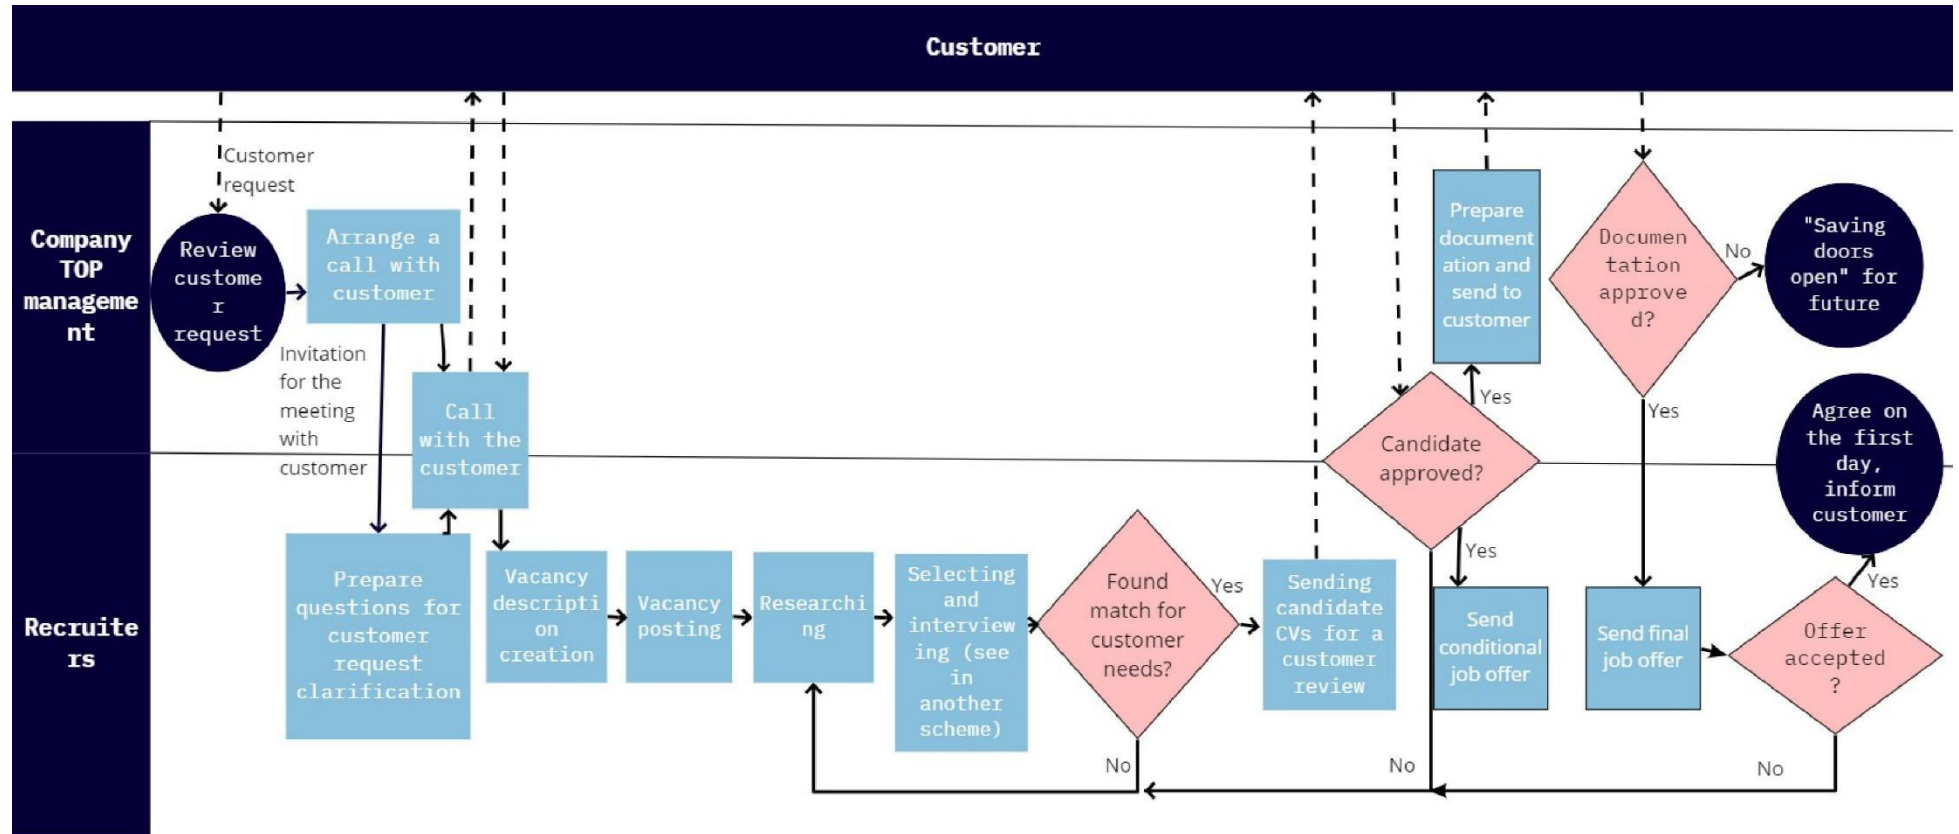 Customer
Company
TOP
manageme
nt
Customer
request
Review
custome
r
request
Arrange a
call with
customer
Invitation
for the
meeting
with
customer
Call
with the
customer
Prepare
document
ation and
send to
customer
Yes
Candidate
approved?
Yes
Documen
tation
approve
d?
No
Yes
"Saving
doors
open" for
future
Agree on
the first
day,
inform
customer
Recruite
rs
Prepare
questions for
customer
request
clarification
Vacancy
descripti
on
creation
Vacancy
posting
Researchi
ng
Selecting
and
interview
ing (see
in
another
scheme)
Found
match for
customer
needs?
Yes
No
Sending
candidate
CVs for a
customer
review
Send
conditional
job offer
No
Send final
job offer
Offer
accepted
?
Yes
No